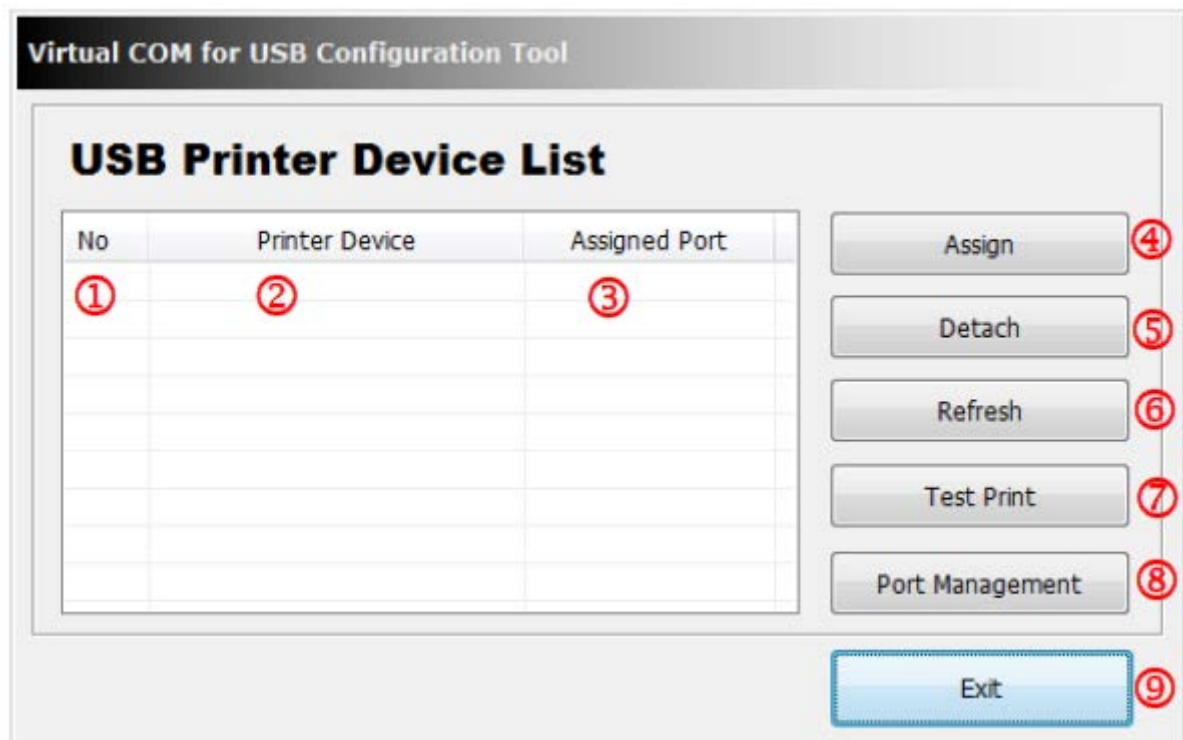 Virtual COM for USB Configuration Tool
USB Printer Device List
No Printer Device Assigned Port
① ② ③
Assign ④
Detach ⑤
Refresh ⑥
Test Print ⑦
Port Management ⑧
Exit ⑨